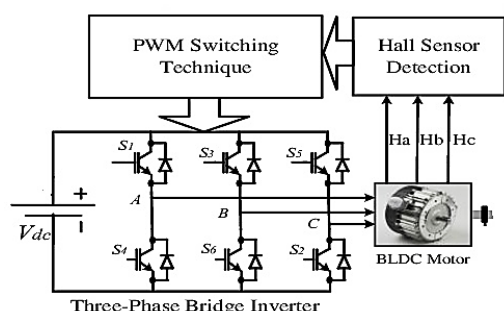 PWM Switching
Technique
Hall Sensor
Detection
Ha Hb Hc
S1 S3 S5
+
Vdc
-
A
B
C
S4 S6 S2
BLDC Motor
Three-Phase Bridge Inverter